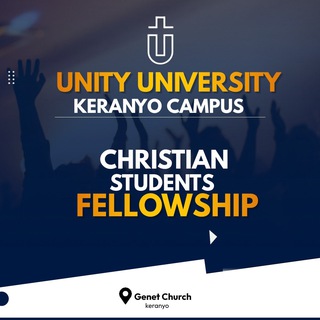 UNITY UNIVERSITY
KERANYO CAMPUS
CHRISTIAN
STUDENTS
FELLOWSHIP
Genet Church
keranyo